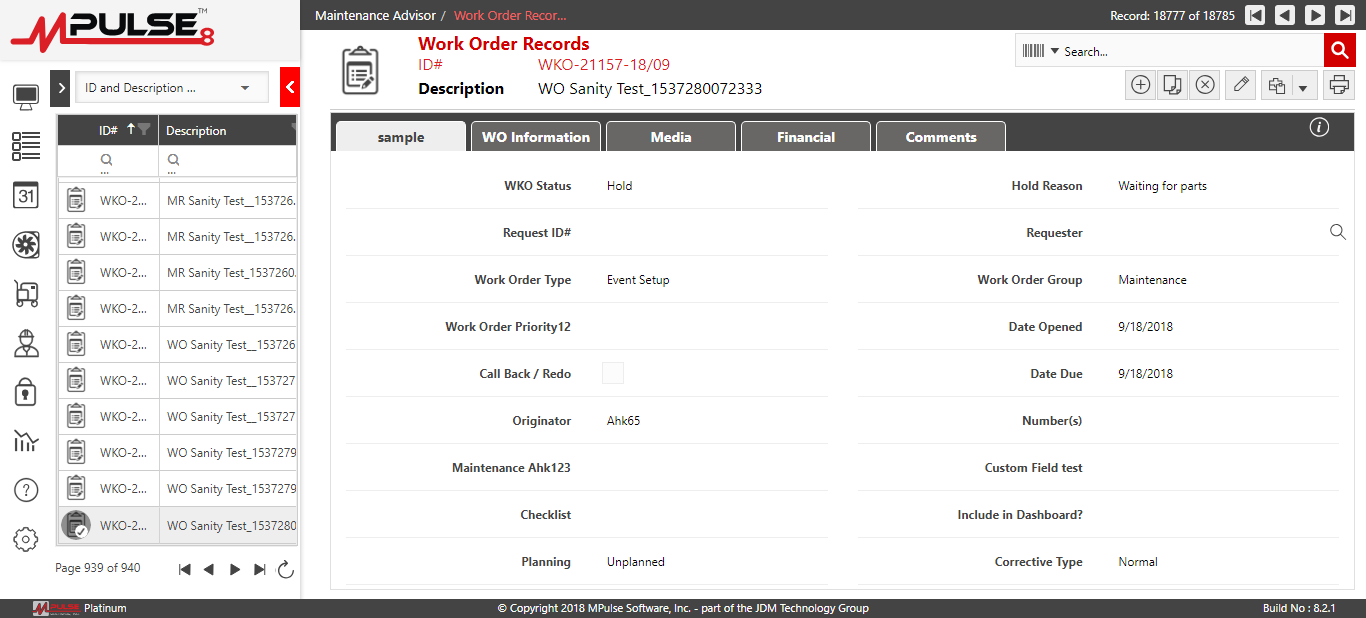 MPULSE™ 8
Maintenance Advisor / Work Order Recor...
Record: 18777 of 18785
Work Order Records
ID# WKO-21157-18/09
Description WO Sanity Test_1537280072333
Search...
ID and Description ...
ID# Description
...
...
WKO-2... MR Sanity Test__153726.
WKO-2... MR Sanity Test__153726.
WKO-2... MR Sanity Test_1537260.
WKO-2... MR Sanity Test__153726.
WKO-2... WO Sanity Test__153726
WKO-2... WO Sanity Test__153727
WKO-2... WO Sanity Test__153727
WKO-2... WO Sanity Test_1537279
WKO-2... WO Sanity Test_1537279
WKO-2... WO Sanity Test_1537280
Page 939 of 940
31
?
sample
WO Information
Media
Financial
Comments
i
WKO Status Hold
Hold Reason Waiting for parts
Request ID#
Requester
Work Order Type Event Setup
Work Order Group Maintenance
Work Order Priority12
Date Opened 9/18/2018
Call Back / Redo
Date Due 9/18/2018
Originator Ahk65
Number(s)
Maintenance Ahk123
Custom Field test
Checklist
Include in Dashboard?
Planning Unplanned
Corrective Type Normal
MPULSE Platinum
© Copyright 2018 MPulse Software, Inc. - part of the JDM Technology Group
Build No : 8.2.1